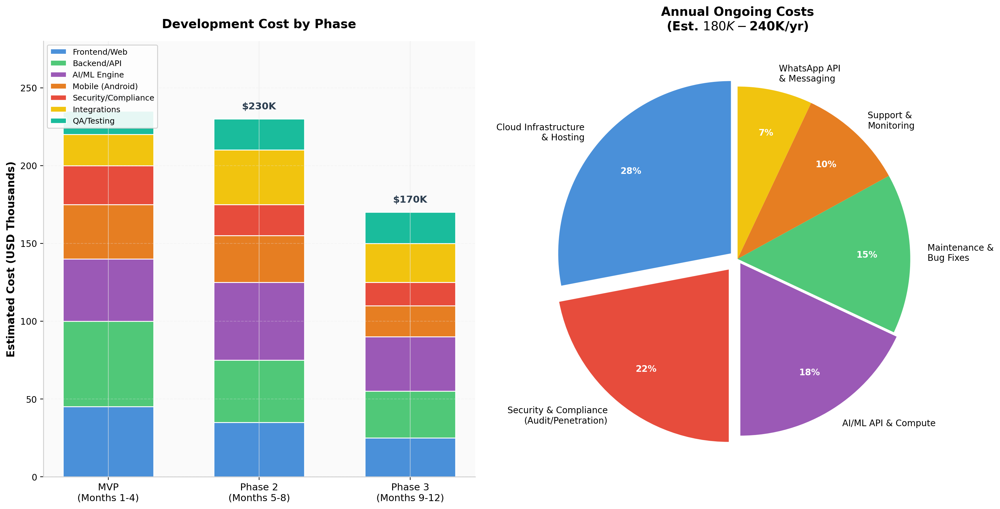 Development Cost by Phase
Frontend/Web
Backend/API
AI/ML Engine
Mobile (Android)
Security/Compliance
Integrations
QA/Testing
Estimated Cost (USD Thousands)
250
200
150
100
50
0
$230K
$170K
MVP
(Months 1-4)
Phase 2
(Months 5-8)
Phase 3
(Months 9-12)
Annual Ongoing Costs
(Est. 180K−240K/yr)
WhatsApp API
& Messaging
Support &
Monitoring
Cloud Infrastructure
& Hosting
Maintenance &
Bug Fixes
Security & Compliance
(Audit/Penetration)
AI/ML API & Compute
7%
10%
28%
15%
22%
18%